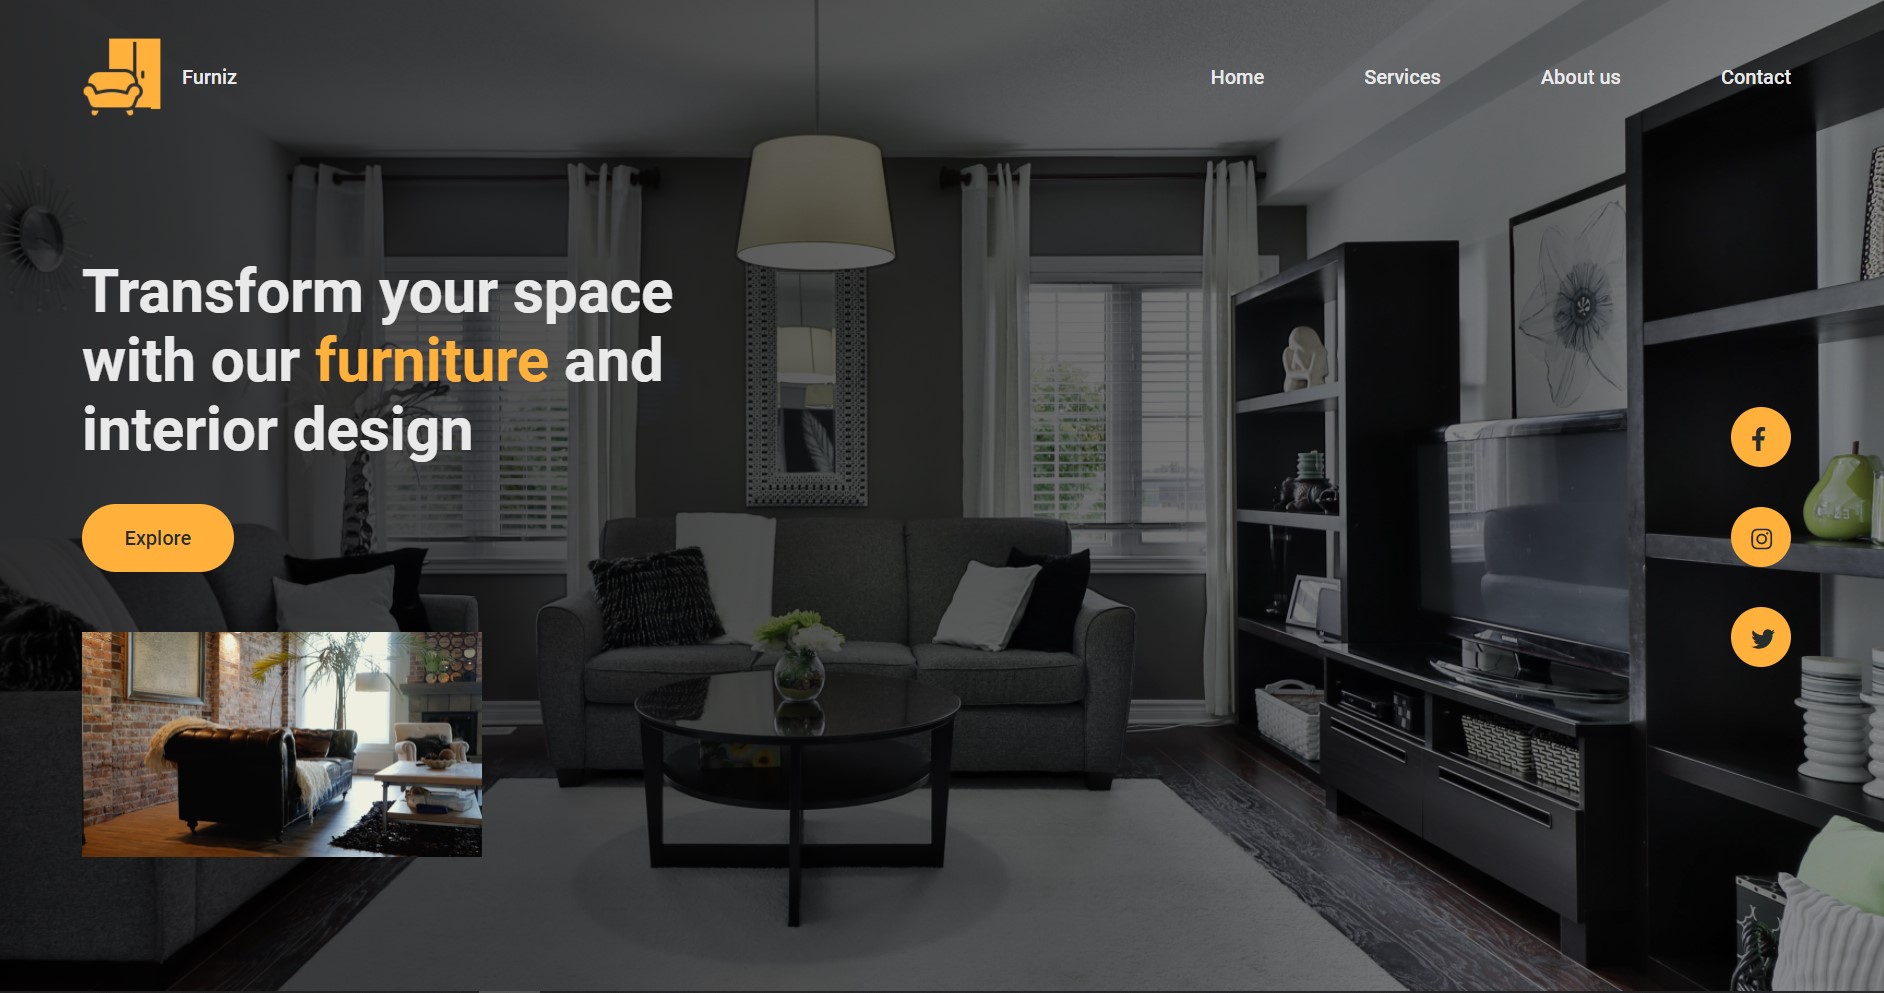 Furniz
Home
Services
About us
Contact
Transform your space
with our furniture and
interior design
Explore